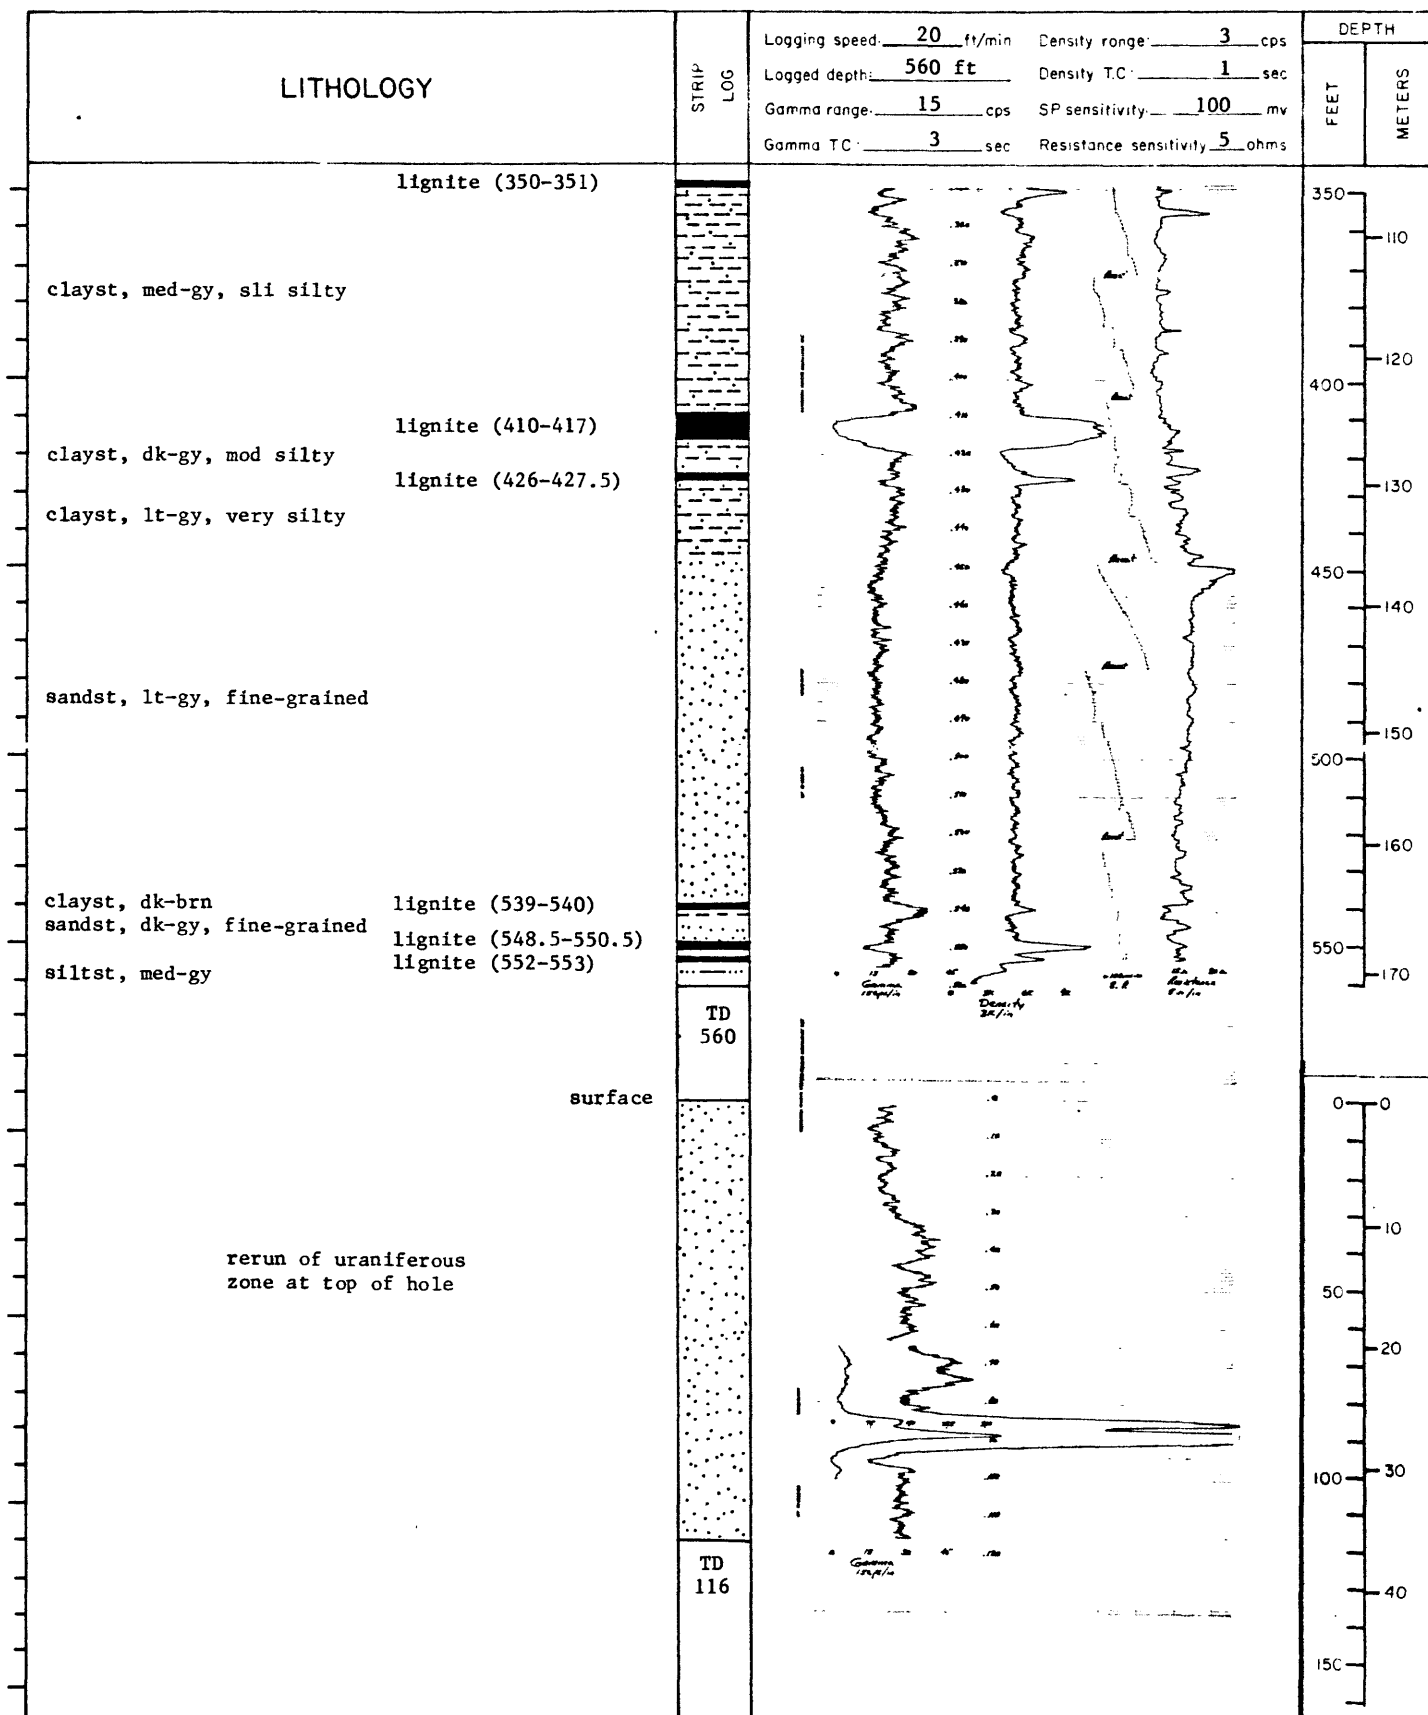 LITHOLOGY
STRIP LOG
Logging speed: 20 ft/min
Density range: 3 cps
Logged depth: 560 ft
Density T.C: 1 sec
Gamma range: 15 cps
SP sensitivity: 100 mv
Gamma TC: 3 sec
Resistance sensitivity 5 ohms
DEPTH
FEET
METERS
lignite (350-351)
350
110
clayst, med-gy, sli silty
120
400
lignite (410-417)
clayst, dk-gy, mod silty
lignite (426-427.5)
130
clayst, lt-gy, very silty
450
140
sandst, lt-gy, fine-grained
150
500
160
clayst, dk-brn
lignite (539-540)
sandst, dk-gy, fine-grained
lignite (548.5-550.5)
550
lignite (552-553)
siltst, med-gy
170
Gamma
Density
Resistance
TD
560
surface
0
0
10
rerun of uraniferous
zone at top of hole
50
20
30
100
Gamma
TD
116
40
150